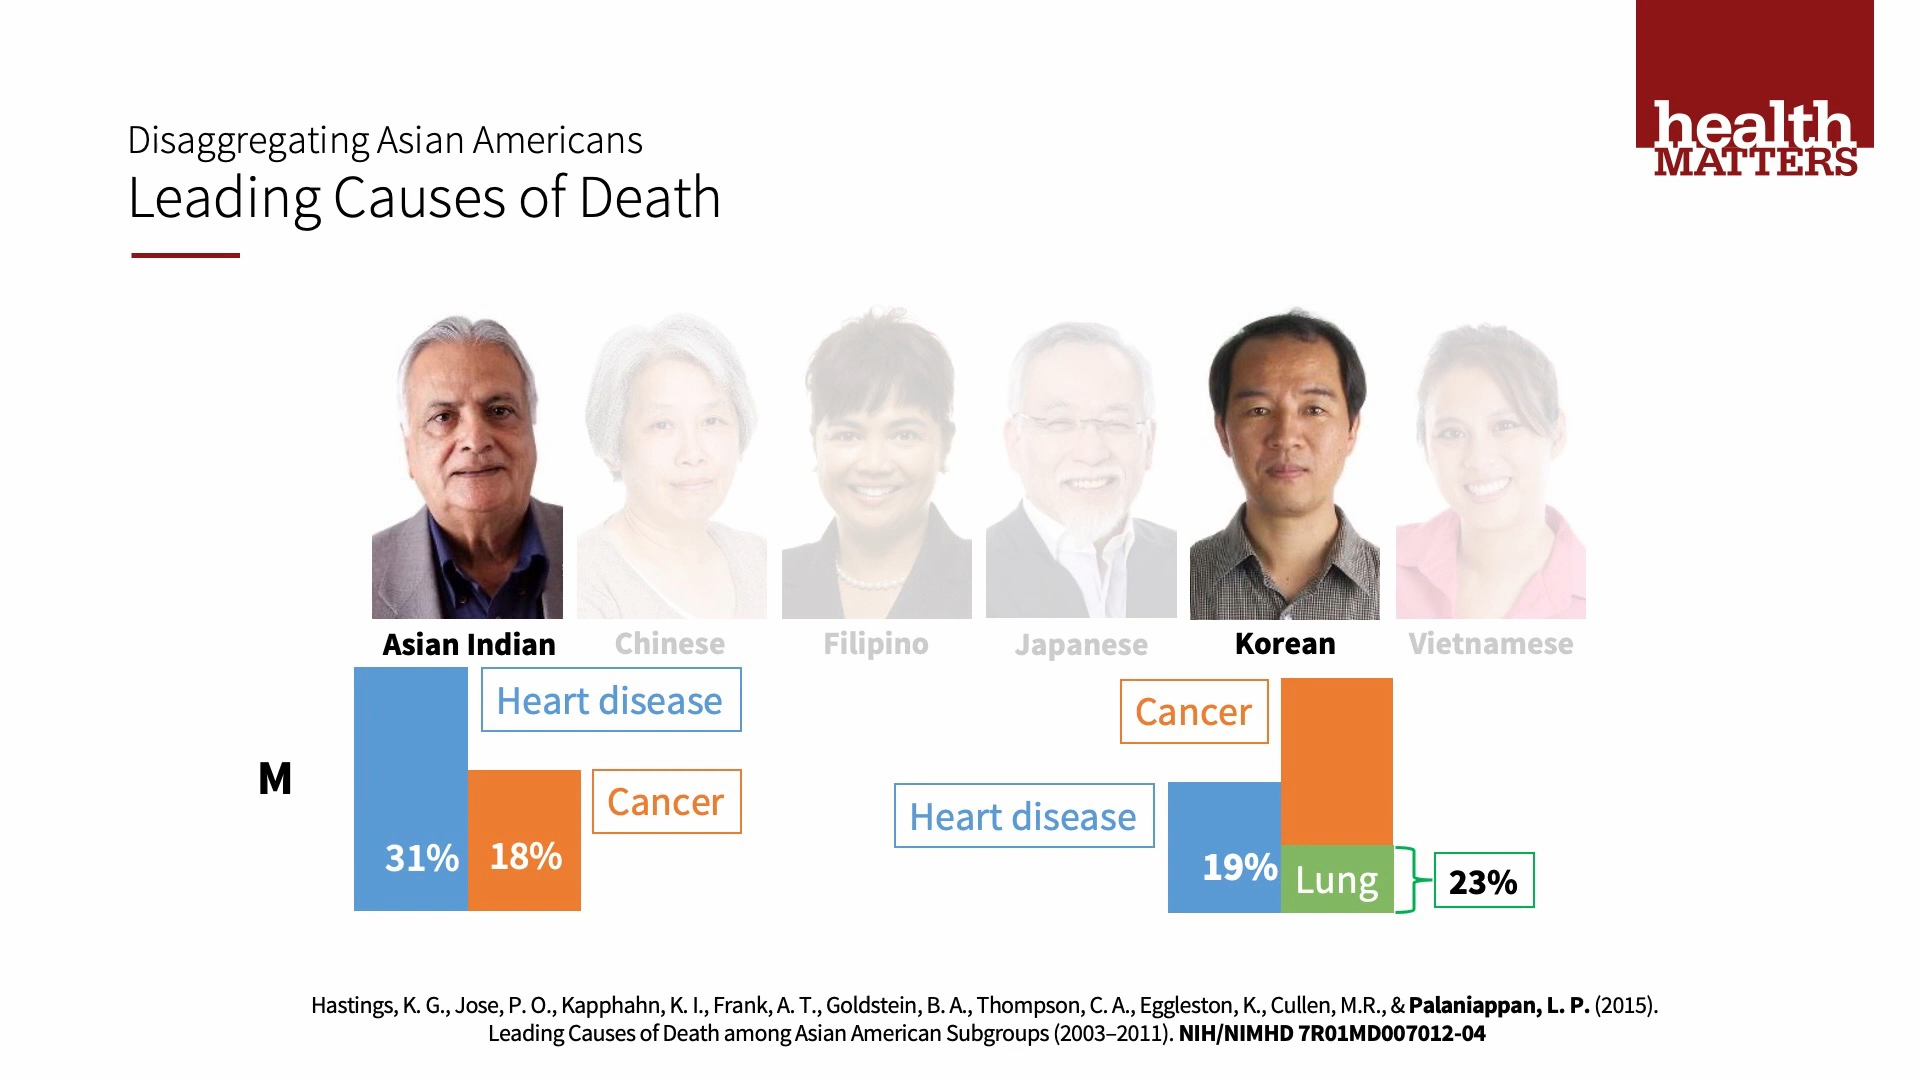 health
MATTERS
Disaggregating Asian Americans
Leading Causes of Death
Asian Indian
Chinese
Filipino
Japanese
Korean
Vietnamese
M
Heart disease
Cancer
31%
18%
Cancer
Heart disease
19%
Lung
23%
Hastings, K. G., Jose, P. O., Kapphahn, K. I., Frank, A. T., Goldstein, B. A., Thompson, C. A., Eggleston, K., Cullen, M.R., & Palaniappan, L. P. (2015).
Leading Causes of Death among Asian American Subgroups (2003–2011). NIH/NIMHD 7R01MD007012-04